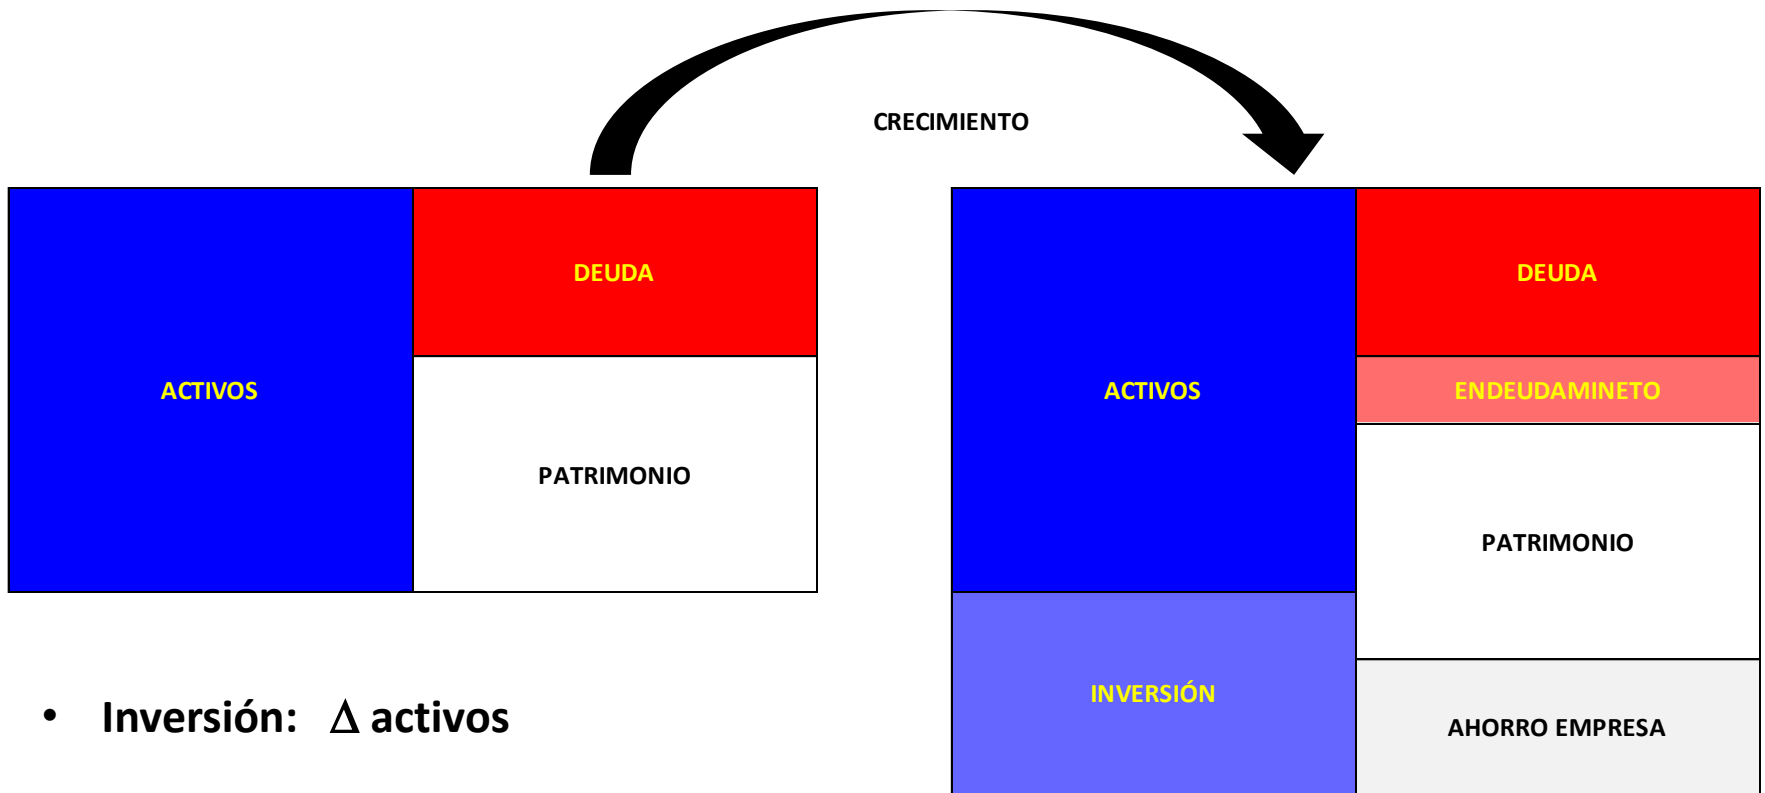 CRECIMIENTO
ACTIVOS
DEUDA
PATRIMONIO
ACTIVOS
DEUDA
ENDEUDAMINETO
PATRIMONIO
INVERSIÓN
AHORRO EMPRESA
• Inversión: Δ activos